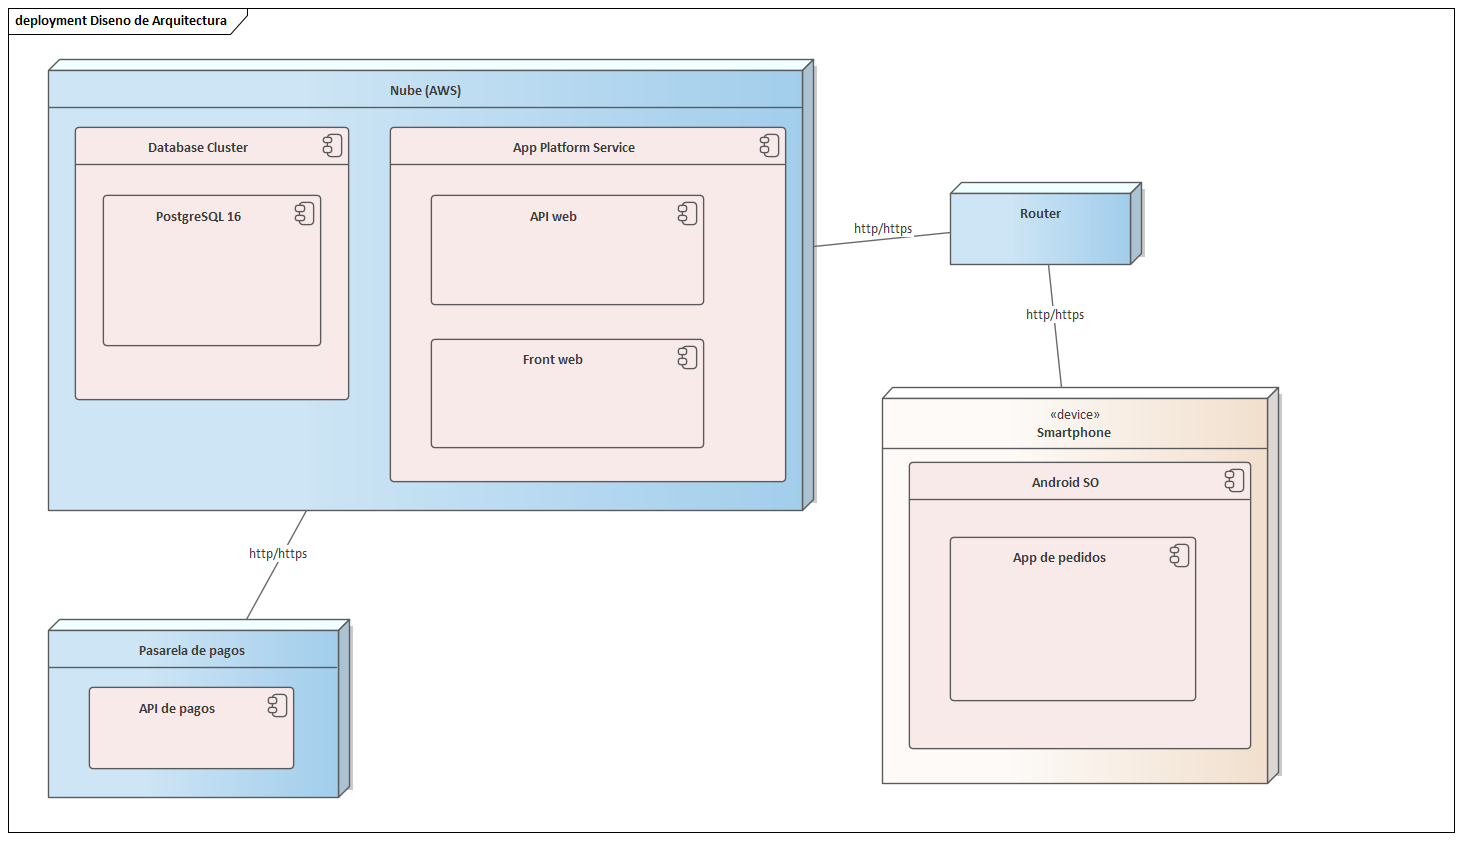 deployment Diseno de Arquitectura
Nube (AWS)
Database Cluster
PostgreSQL 16
App Platform Service
API web
Front web
http/https
Router
http/https
«device»
Smartphone
Android SO
App de pedidos
http/https
Pasarela de pagos
API de pagos